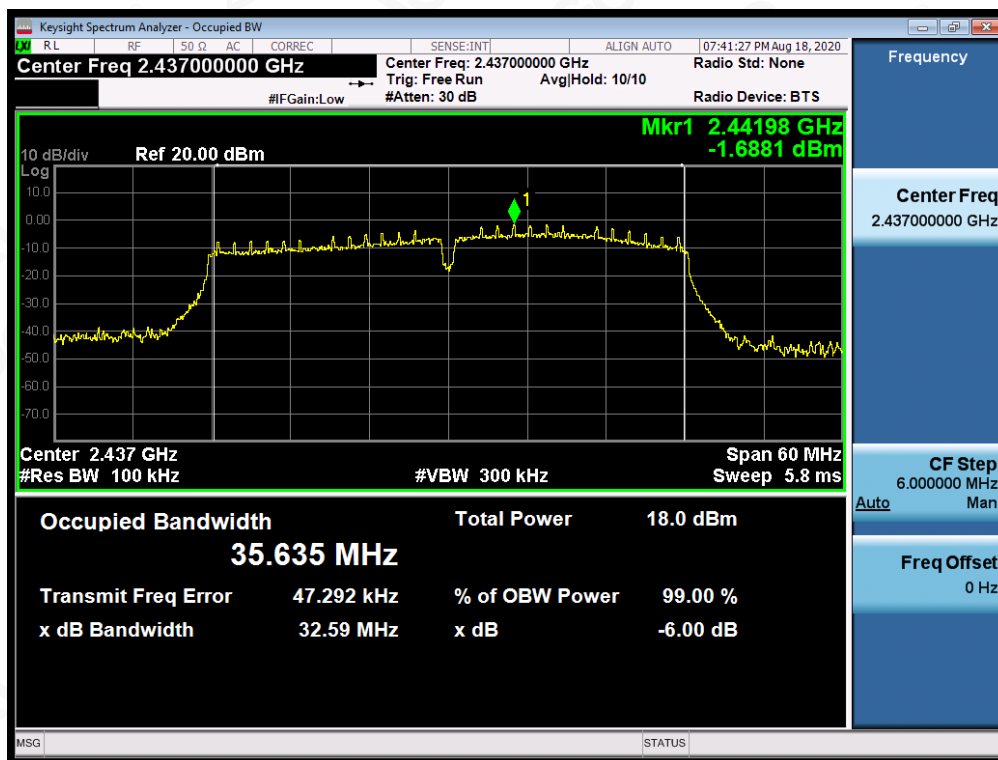 Keysight Spectrum Analyzer - Occupied BW
LXI RL RF 50 Ω AC CORREC SENSE:INT ALIGN AUTO 07:41:27 PM Aug 18, 2020
Center Freq 2.437000000 GHz
Center Freq: 2.437000000 GHz
Radio Std: None
Trig: Free Run Avg|Hold: 10/10
#IFGain:Low
#Atten: 30 dB
Radio Device: BTS
Mkr1 2.44198 GHz
-1.6881 dBm
10 dB/div Ref 20.00 dBm
Log
10.0
1
0.00
-10.0
-20.0
-30.0
-40.0
-50.0
-60.0
-70.0
Center 2.437 GHz
Span 60 MHz
#Res BW 100 kHz
#VBW 300 kHz
Sweep 5.8 ms
Occupied Bandwidth
Total Power 18.0 dBm
35.635 MHz
Transmit Freq Error 47.292 kHz
% of OBW Power 99.00 %
x dB Bandwidth 32.59 MHz
x dB -6.00 dB
MSG
STATUS
Frequency
Center Freq
2.437000000 GHz
CF Step
6.000000 MHz
Auto Man
Freq Offset
0 Hz